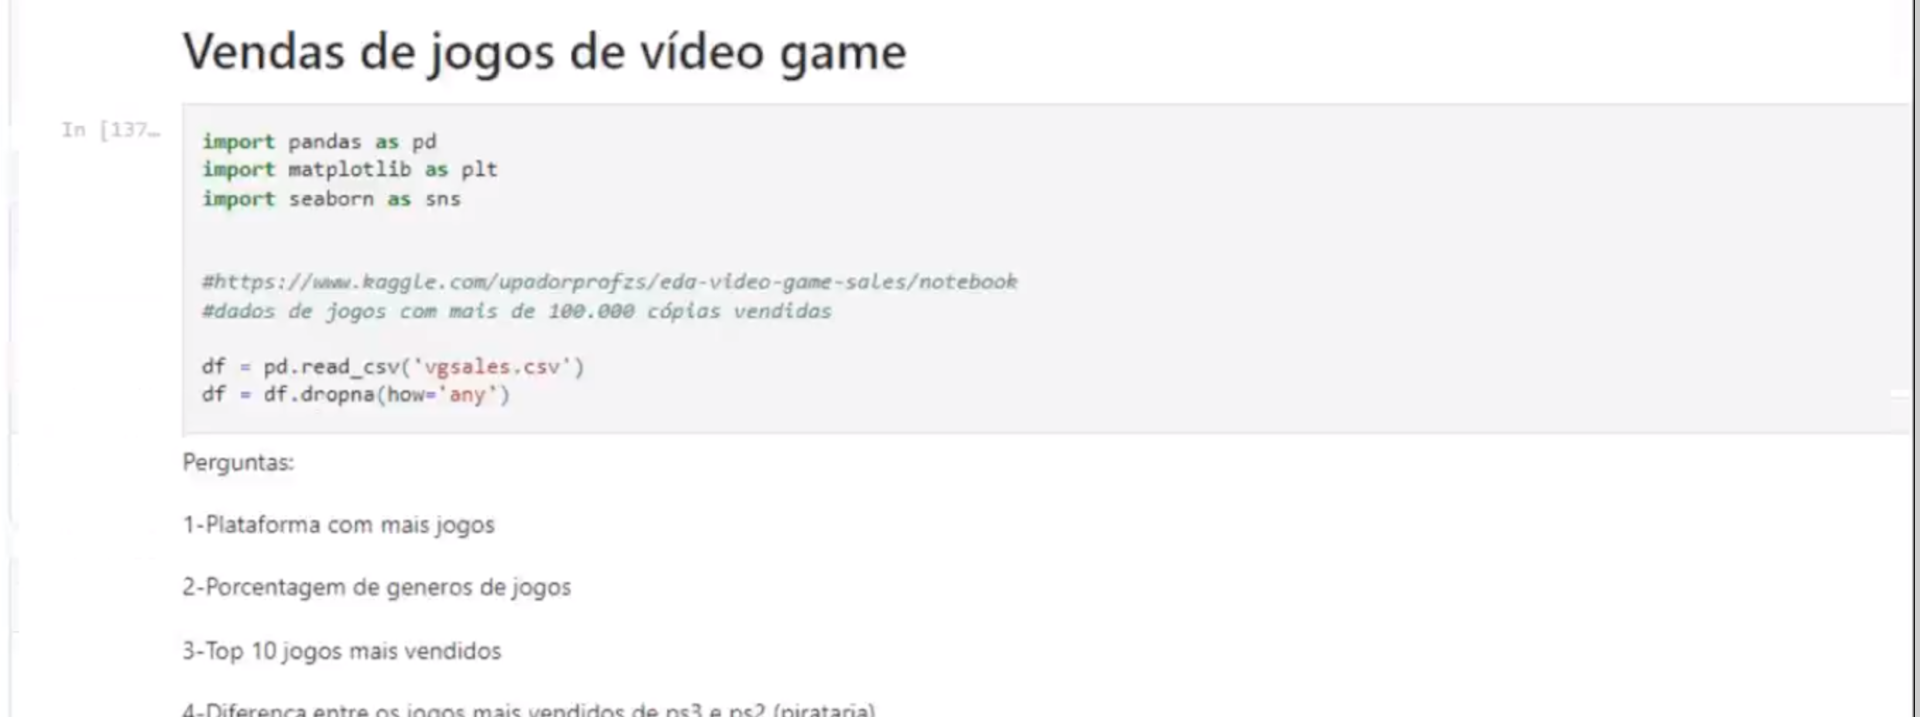 Vendas de jogos de vídeo game
In [137…
import pandas as pd
import matplotlib as plt
import seaborn as sns
#https://www.kaggle.com/upadorprofzs/eda-video-game-sales/notebook
#dados de jogos com mais de 100.000 cópias vendidas
df = pd.read_csv('vgsales.csv')
df = df.dropna(how='any')
Perguntas:
1-Plataforma com mais jogos
2-Porcentagem de generos de jogos
3-Top 10 jogos mais vendidos
4-Diferença entre os jogos mais vendidos de ps3 e ps2 (pirataria)